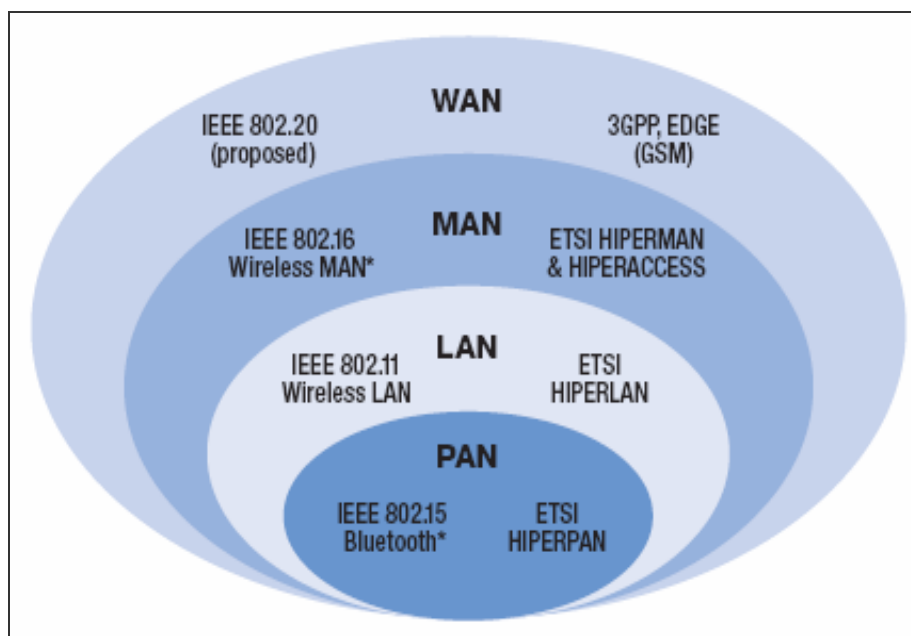 WAN
IEEE 802.20
(proposed)
3GPP, EDGE
(GSM)
MAN
IEEE 802.16
Wireless MAN*
ETSI HIPERMAN
& HIPERACCESS
LAN
IEEE 802.11
Wireless LAN
ETSI
HIPERLAN
PAN
IEEE 802.15
Bluetooth*
ETSI
HIPERPAN